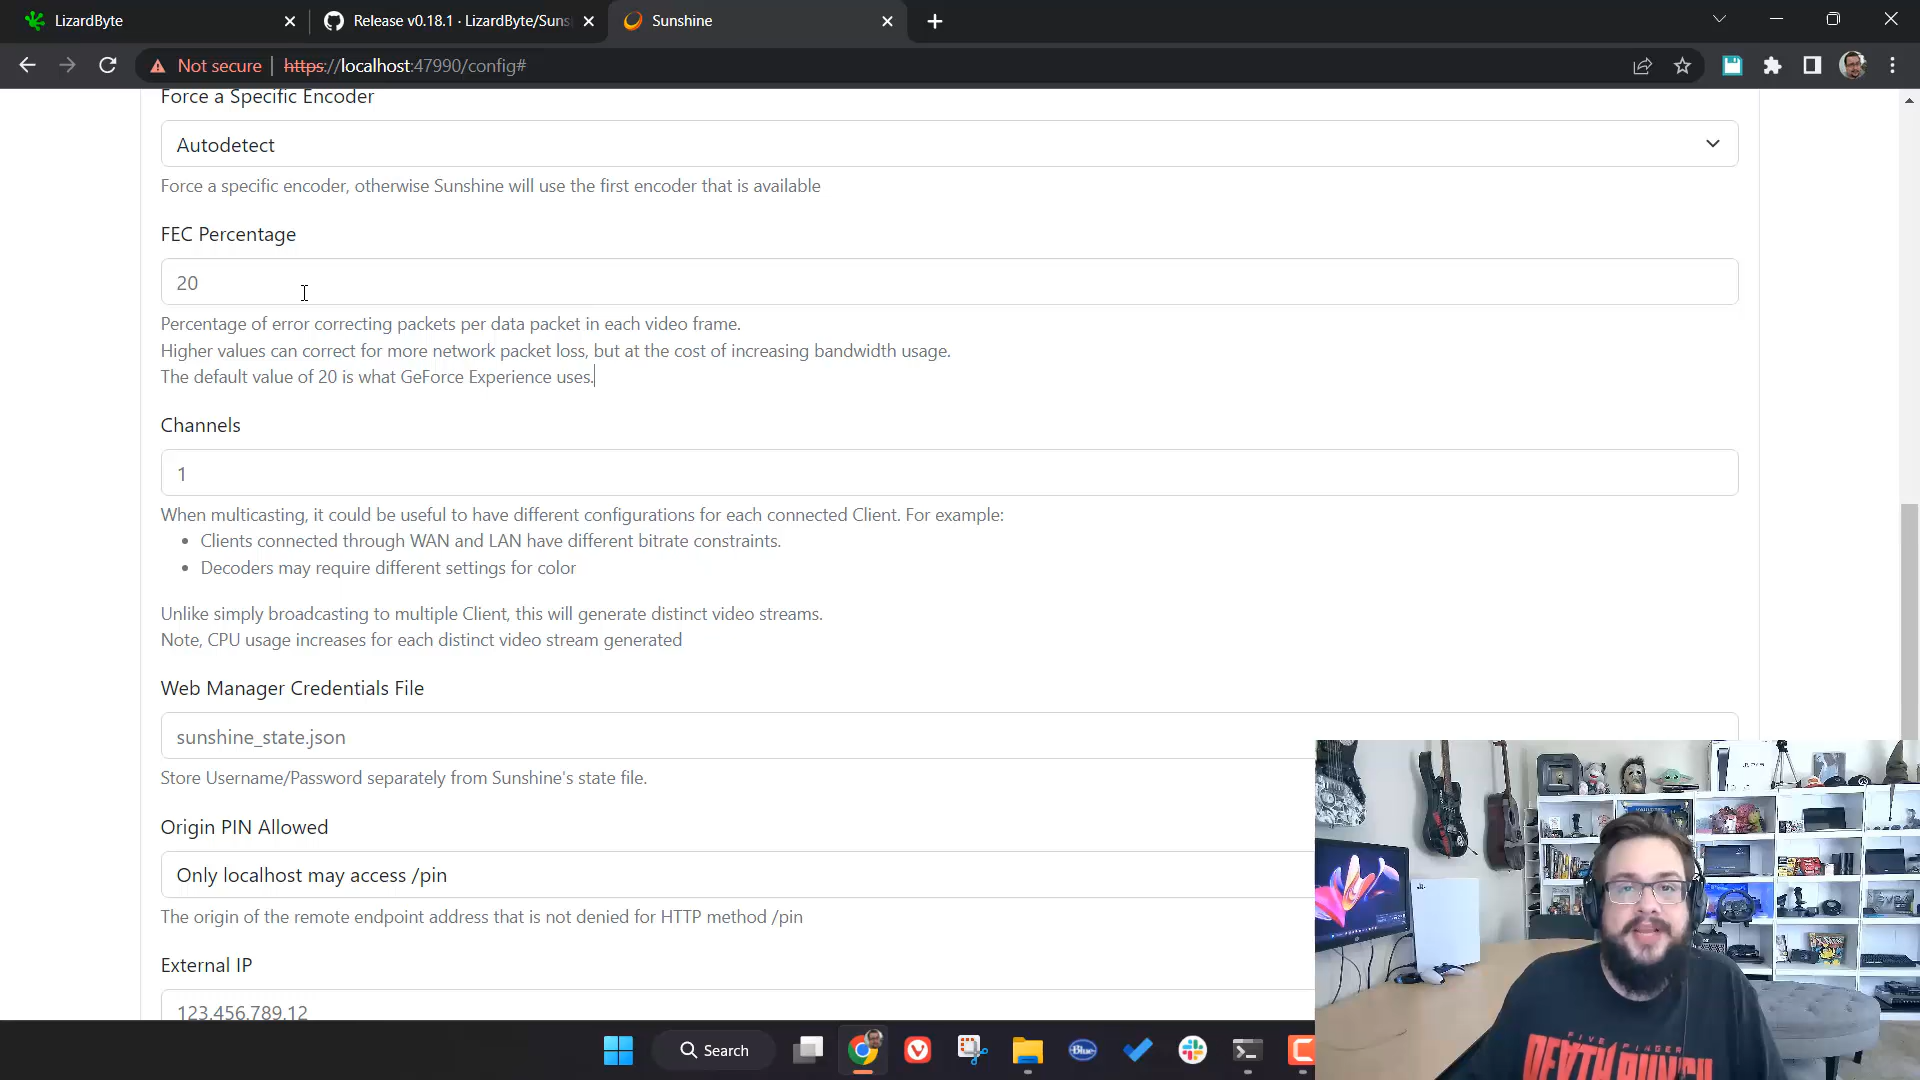 LizardByte
Release v0.18.1 · LizardByte/Suns
Sunshine
Not secure
https://localhost:47990/config#
Force a Specific Encoder
Autodetect
Force a specific encoder, otherwise Sunshine will use the first encoder that is available
FEC Percentage
20
Percentage of error correcting packets per data packet in each video frame.
Higher values can correct for more network packet loss, but at the cost of increasing bandwidth usage.
The default value of 20 is what GeForce Experience uses.
Channels
1
When multicasting, it could be useful to have different configurations for each connected Client. For example:
• Clients connected through WAN and LAN have different bitrate constraints.
• Decoders may require different settings for color
Unlike simply broadcasting to multiple Client, this will generate distinct video streams.
Note, CPU usage increases for each distinct video stream generated
Web Manager Credentials File
sunshine_state.json
Store Username/Password separately from Sunshine's state file.
Origin PIN Allowed
Only localhost may access /pin
The origin of the remote endpoint address that is not denied for HTTP method /pin
External IP
123.456.789.12
Search
Blue
FIVE FINGER
DEATH PUNCH